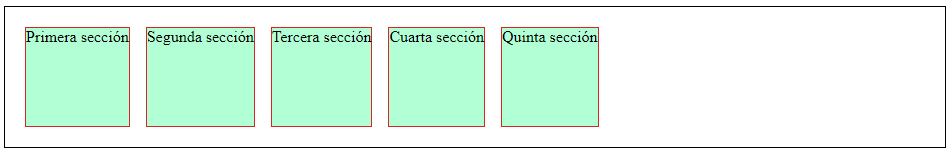 Primera sección
Segunda sección
Tercera sección
Cuarta sección
Quinta sección